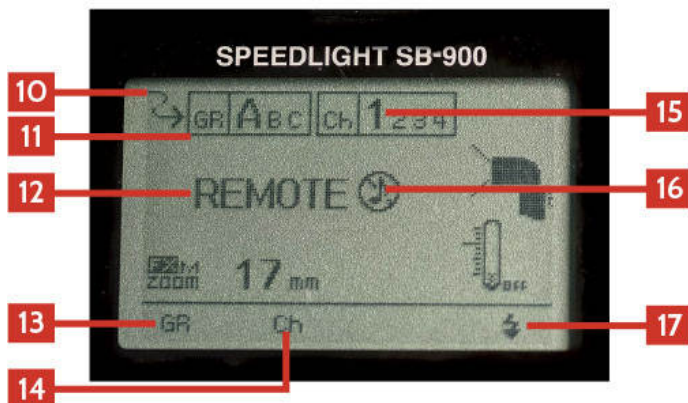 SPEEDLIGHT SB-900
10
GR A B C Ch 1 2 3 4
15
11
12
REMOTE
16
FX M
zoom 17 mm
OFF
13
GR Ch
17
14